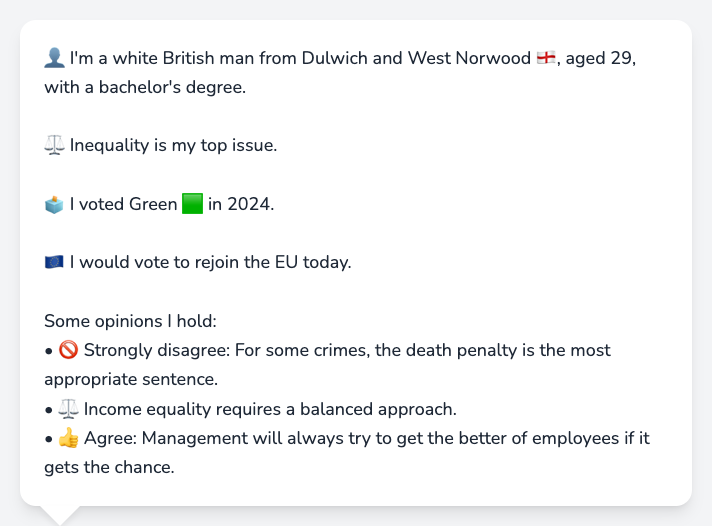 👤 I'm a white British man from Dulwich and West Norwood 🏴󠁧󠁢󠁥󠁮󠁧󠁿, aged 29,
with a bachelor's degree.
⚖️ Inequality is my top issue.
🗳️ I voted Green 🟩 in 2024.
🇪🇺 I would vote to rejoin the EU today.
Some opinions I hold:
• 🚫 Strongly disagree: For some crimes, the death penalty is the most
appropriate sentence.
• ⚖️ Income equality requires a balanced approach.
• 👍 Agree: Management will always try to get the better of employees if it
gets the chance.